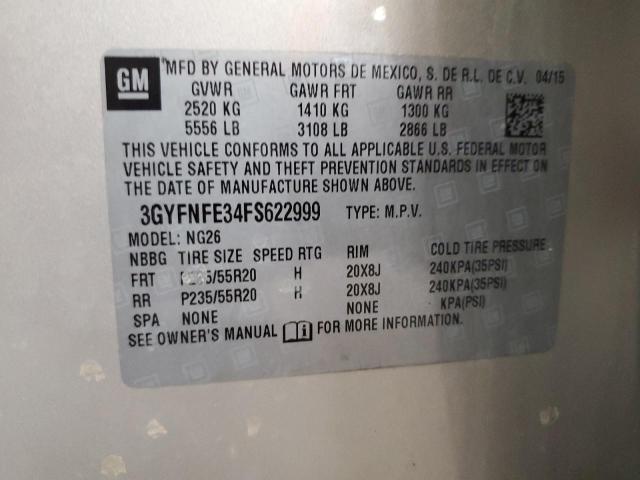 GM
MFD BY GENERAL MOTORS DE MEXICO, S. DE R.L. DE C.V. 04/15
GVWR GAWR FRT GAWR RR
2520 KG 1410 KG 1300 KG
5556 LB 3108 LB 2866 LB
THIS VEHICLE CONFORMS TO ALL APPLICABLE U.S. FEDERAL MOTOR
VEHICLE SAFETY AND THEFT PREVENTION STANDARDS IN EFFECT ON
THE DATE OF MANUFACTURE SHOWN ABOVE.
3GYFNFE34FS622999 TYPE: M.P.V.
MODEL: NG26
NBBG TIRE SIZE SPEED RTG RIM COLD TIRE PRESSURE
FRT P235/55R20 H 20X8J 240KPA(35PSI)
RR P235/55R20 H 20X8J 240KPA(35PSI)
SPA NONE NONE KPA(PSI)
SEE OWNER'S MANUAL FOR MORE INFORMATION.